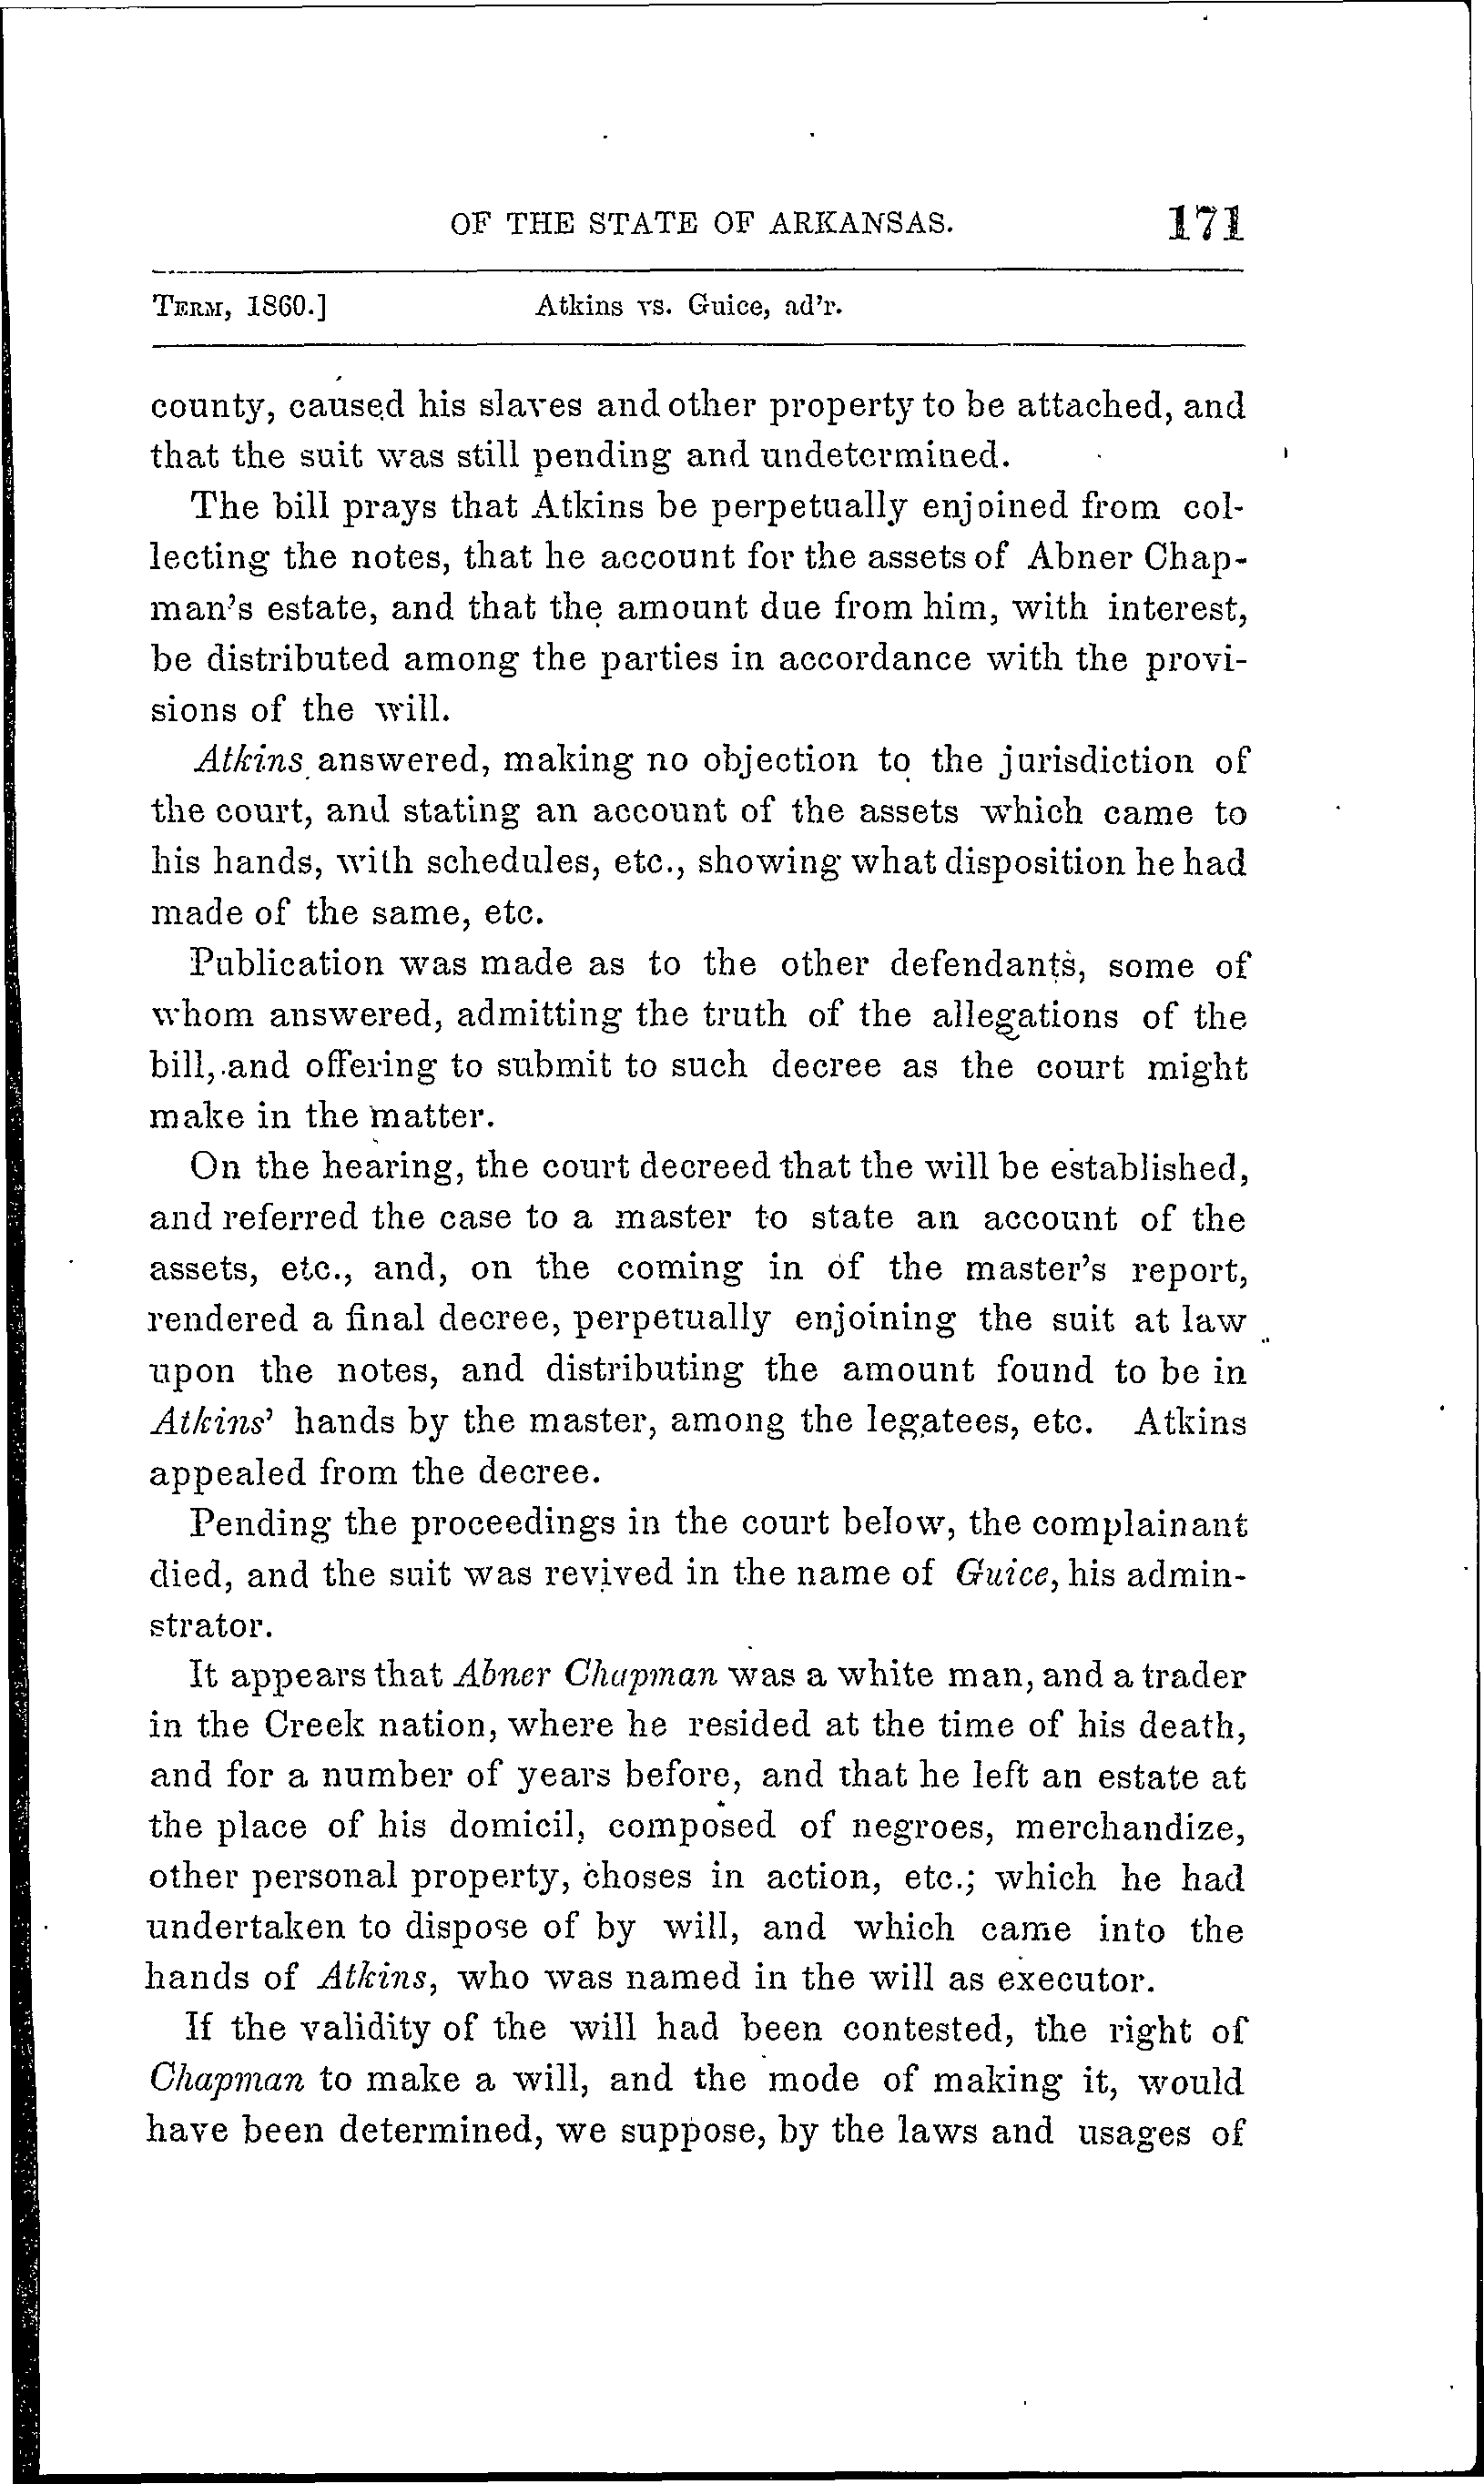 OF THE STATE OF ARKANSAS. 171
TERM, 1860.] Atkins vs. Guice, ad'r.
county, caused his slaves and other property to be attached, and
that the suit was still pending and undetermined.
The bill prays that Atkins be perpetually enjoined from col-
lecting the notes, that he account for the assets of Abner Chap-
man's estate, and that the amount due from him, with interest,
be distributed among the parties in accordance with the provi-
sions of the will.
Atkins answered, making no objection to the jurisdiction of
the court, and stating an account of the assets which came to
his hands, with schedules, etc., showing what disposition he had
made of the same, etc.
Publication was made as to the other defendants, some of
whom answered, admitting the truth of the allegations of the
bill, and offering to submit to such decree as the court might
make in the matter.
On the hearing, the court decreed that the will be established,
and referred the case to a master to state an account of the
assets, etc., and, on the coming in of the master's report,
rendered a final decree, perpetually enjoining the suit at law
upon the notes, and distributing the amount found to be in
Atkins' hands by the master, among the legatees, etc. Atkins
appealed from the decree.
Pending the proceedings in the court below, the complainant
died, and the suit was revived in the name of Guice, his admin-
strator.
It appears that Abner Chapman was a white man, and a trader
in the Creek nation, where he resided at the time of his death,
and for a number of years before, and that he left an estate at
the place of his domicil, composed of negroes, merchandize,
other personal property, choses in action, etc.; which he had
undertaken to dispose of by will, and which came into the
hands of Atkins, who was named in the will as executor.
If the validity of the will had been contested, the right of
Chapman to make a will, and the mode of making it, would
have been determined, we suppose, by the laws and usages of